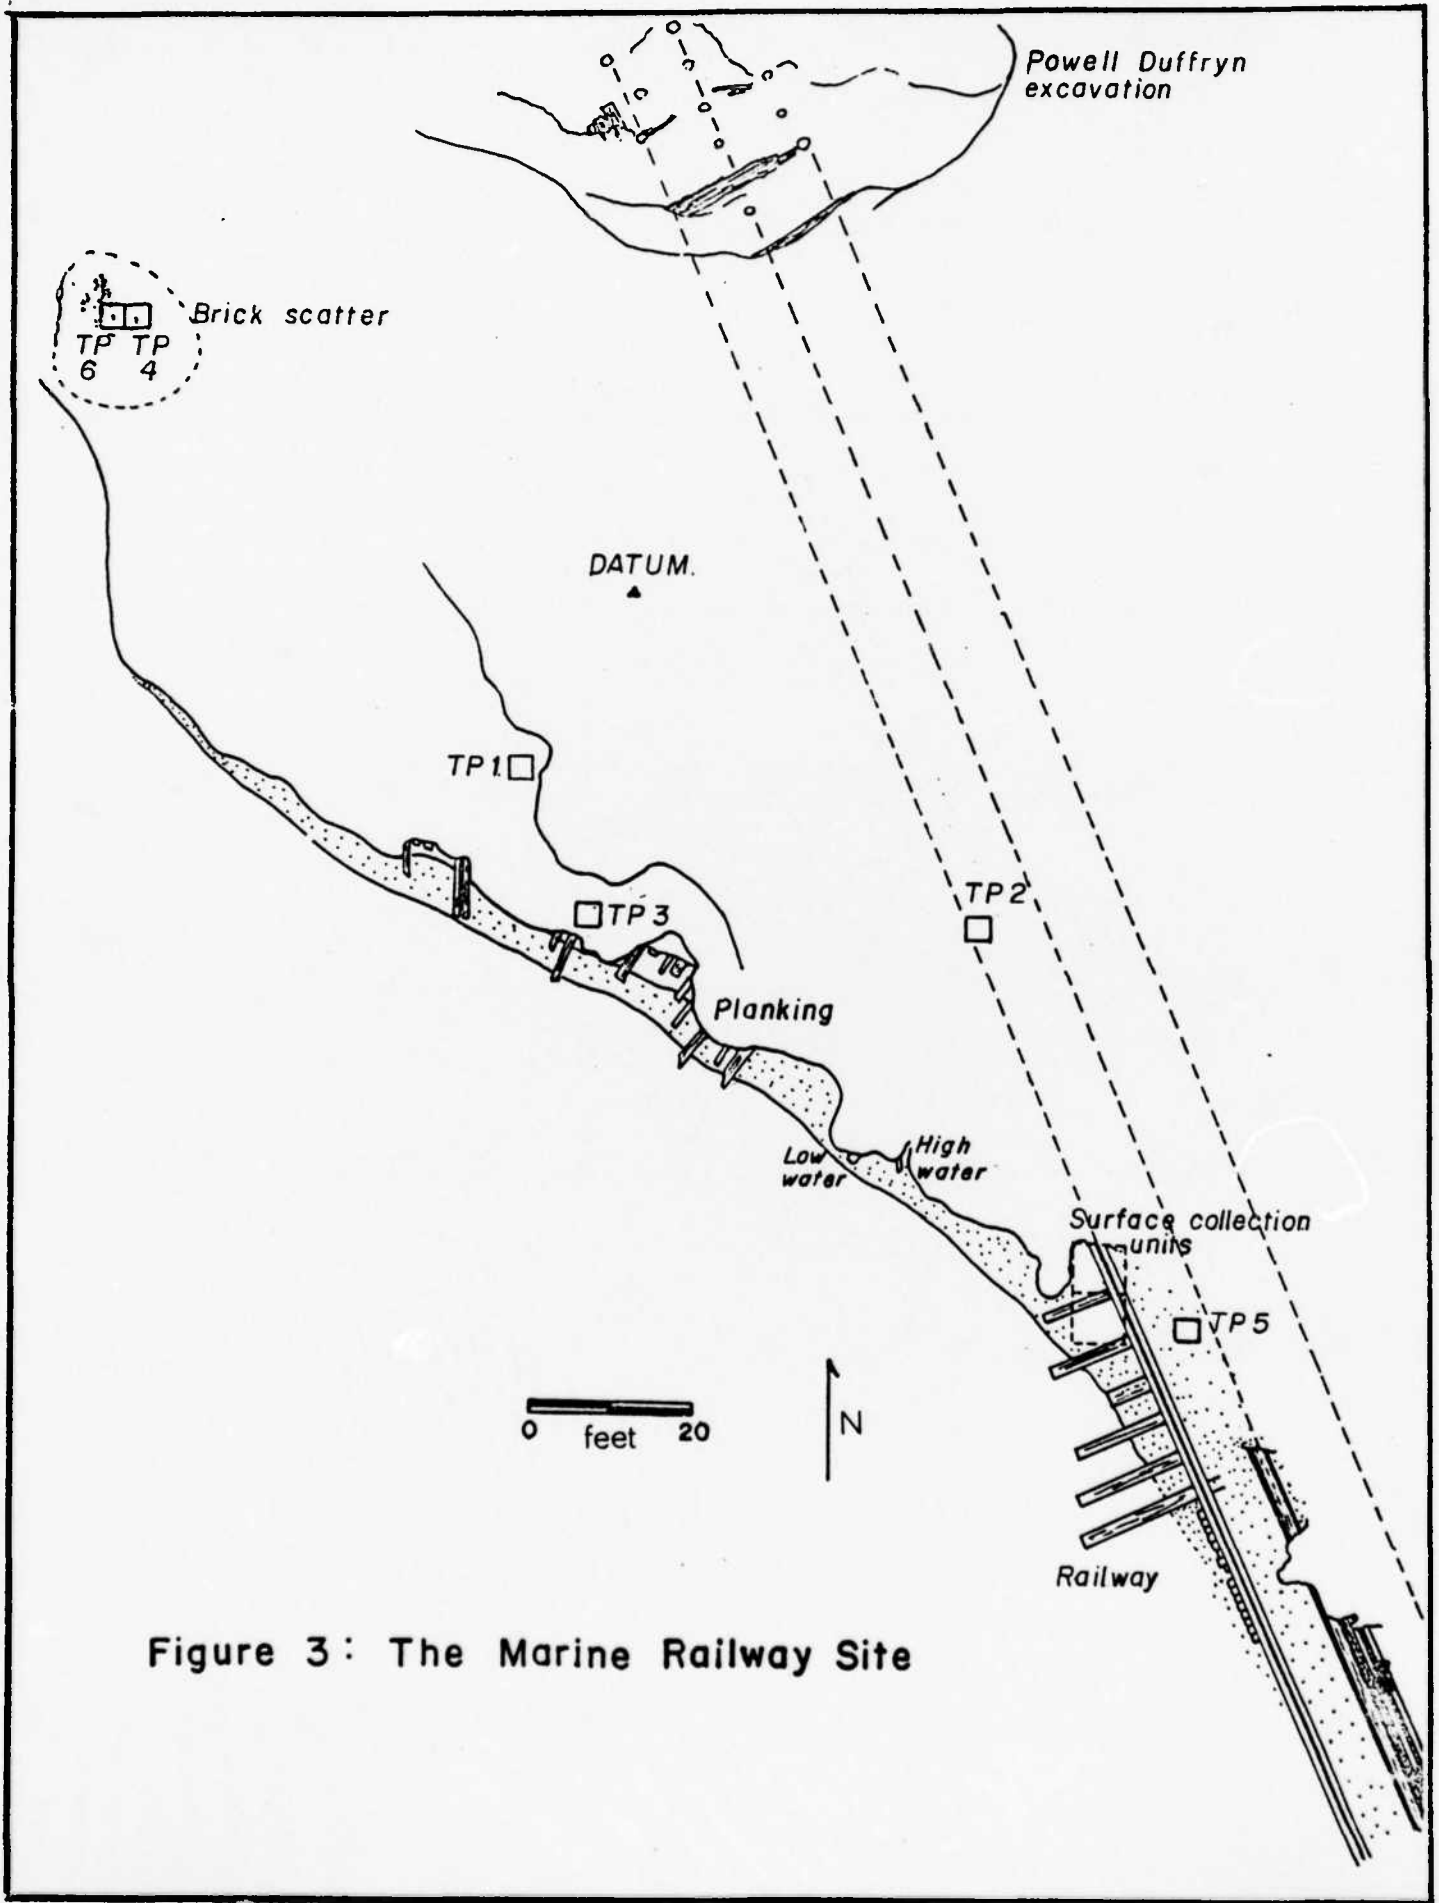 Powell Duffryn
excavation
Brick scatter
TP TP
6 4
DATUM.
TP 1.
TP 2
TP 3
Planking
Low
water
High
water
Surface collection
units
TP 5
0 feet 20
N
Railway
Figure 3: The Marine Railway Site